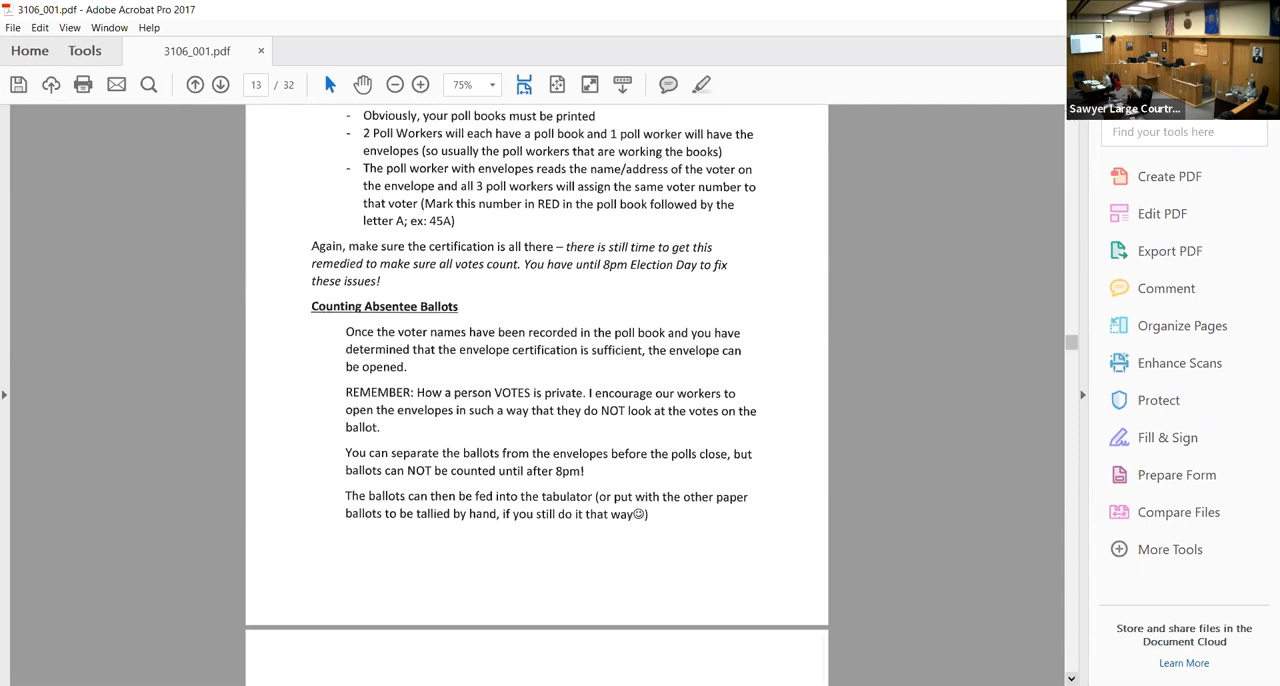 3106_001.pdf - Adobe Acrobat Pro 2017
File Edit View Window Help
Home Tools 3106_001.pdf ×
13 / 32 75%
- Obviously, your poll books must be printed
- 2 Poll Workers will each have a poll book and 1 poll worker will have the
envelopes (so usually the poll workers that are working the books)
- The poll worker with envelopes reads the name/address of the voter on
the envelope and all 3 poll workers will assign the same voter number to
that voter (Mark this number in RED in the poll book followed by the
letter A; ex: 45A)
Again, make sure the certification is all there – there is still time to get this
remedied to make sure all votes count. You have until 8pm Election Day to fix
these issues!
Counting Absentee Ballots
Once the voter names have been recorded in the poll book and you have
determined that the envelope certification is sufficient, the envelope can
be opened.
REMEMBER: How a person VOTES is private. I encourage our workers to
open the envelopes in such a way that they do NOT look at the votes on the
ballot.
You can separate the ballots from the envelopes before the polls close, but
ballots can NOT be counted until after 8pm!
The ballots can then be fed into the tabulator (or put with the other paper
ballots to be tallied by hand, if you still do it that way☺)
Sawyer Large Courtr...
Find your tools here
Create PDF
Edit PDF
Export PDF
Comment
Organize Pages
Enhance Scans
Protect
Fill & Sign
Prepare Form
Compare Files
More Tools
Store and share files in the
Document Cloud
Learn More